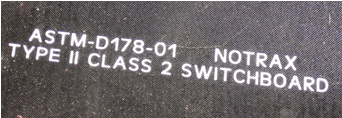 ASTM-D178-01 NOTRAX
TYPE II CLASS 2 SWITCHBOARD